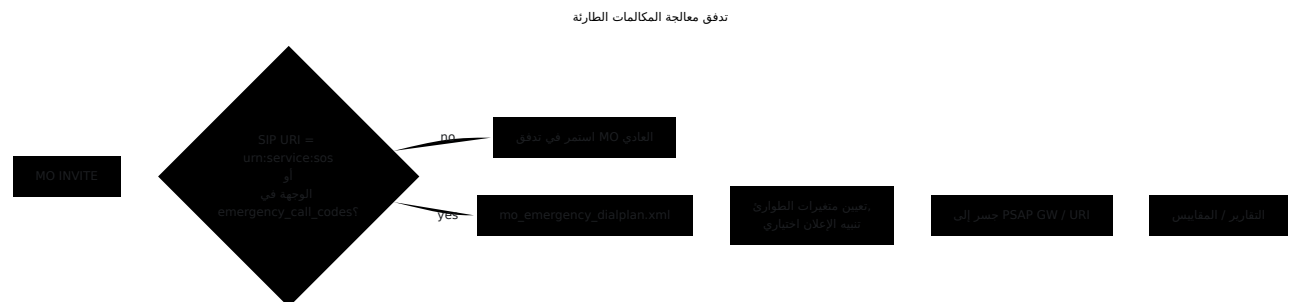 تدفق معالجة المكالمات الطارئة
MO INVITE
SIP URI =
urn:service:sos
أو
الوجهة في
emergency_call_codes؟
no
استمر في تدفق MO العادي
yes
mo_emergency_dialplan.xml
تعيين متغيرات الطوارئ,
تنبيه الإعلان اختياري
جسر إلى PSAP GW / URI
التقارير / المقاييس